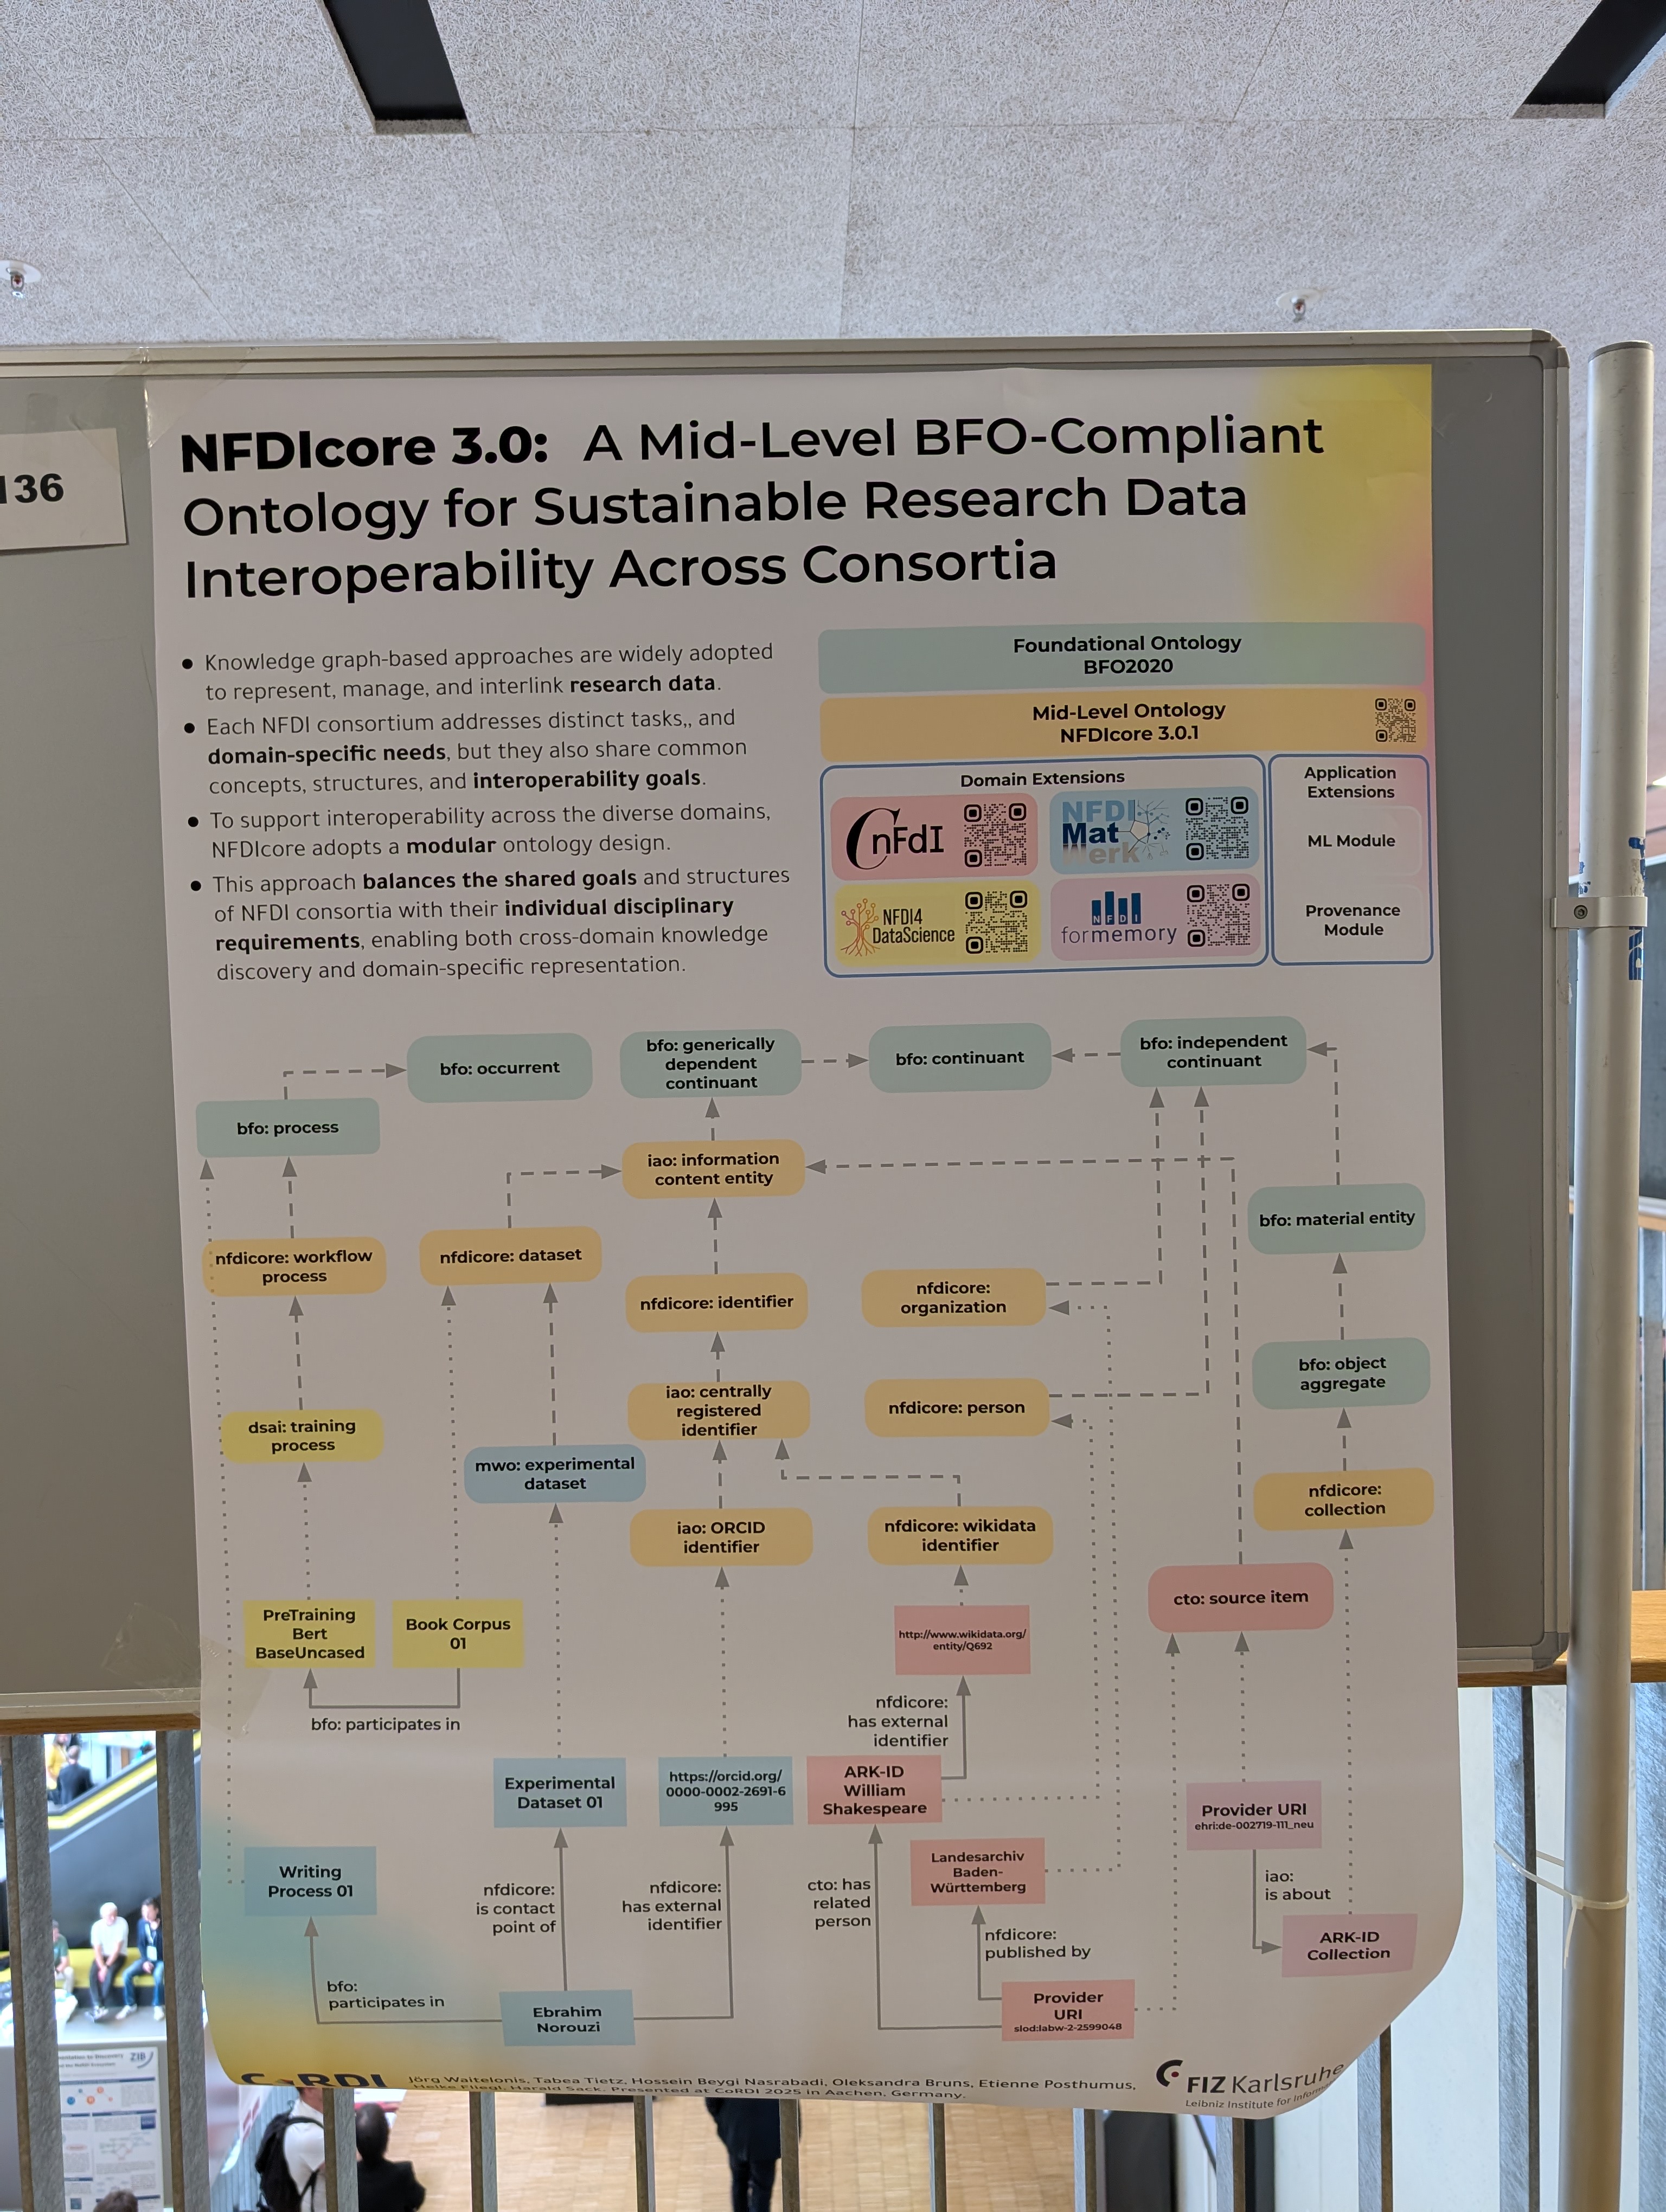 136
NFDIcore 3.0: A Mid-Level BFO-Compliant
Ontology for Sustainable Research Data
Interoperability Across Consortia
● Knowledge graph-based approaches are widely adopted
to represent, manage, and interlink research data.
● Each NFDI consortium addresses distinct tasks,, and
domain-specific needs, but they also share common
concepts, structures, and interoperability goals.
● To support interoperability across the diverse domains,
NFDIcore adopts a modular ontology design.
● This approach balances the shared goals and structures
of NFDI consortia with their individual disciplinary
requirements, enabling both cross-domain knowledge
discovery and domain-specific representation.
Foundational Ontology
BFO2020
Mid-Level Ontology
NFDIcore 3.0.1
Domain Extensions
CnFdI
NFDI
Mat
Werk
NFDI4
DataScience
NFDI
formemory
Application
Extensions
ML Module
Provenance
Module
bfo: occurrent
bfo: generically
dependent
continuant
bfo: continuant
bfo: independent
continuant
bfo: process
iao: information
content entity
bfo: material entity
nfdicore: workflow
process
nfdicore: dataset
nfdicore: identifier
nfdicore:
organization
bfo: object
aggregate
dsai: training
process
iao: centrally
registered
identifier
nfdicore: person
mwo: experimental
dataset
nfdicore:
collection
iao: ORCID
identifier
nfdicore: wikidata
identifier
cto: source item
PreTraining
Bert
BaseUncased
Book Corpus
01
http://www.wikidata.org/
entity/Q692
bfo: participates in
nfdicore:
has external
identifier
Experimental
Dataset 01
https://orcid.org/
0000-0002-2691-6
995
ARK-ID
William
Shakespeare
Provider URI
ehri:de-002719-111_neu
Writing
Process 01
nfdicore:
is contact
point of
nfdicore:
has external
identifier
cto: has
related
person
Landesarchiv
Baden-
Württemberg
iao:
is about
nfdicore:
published by
ARK-ID
Collection
bfo:
participates in
Ebrahim
Norouzi
Provider
URI
slod:labw-2-2599048
CoRDI
Jörg Waitelonis, Tabea Tietz, Hossein Beygi Nasrabadi, Oleksandra Bruns, Etienne Posthumus,
Heike Fliegl, Harald Sack. Presented at CoRDI 2025 in Aachen, Germany.
FIZ Karlsruhe
Leibniz Institute for
ZIB